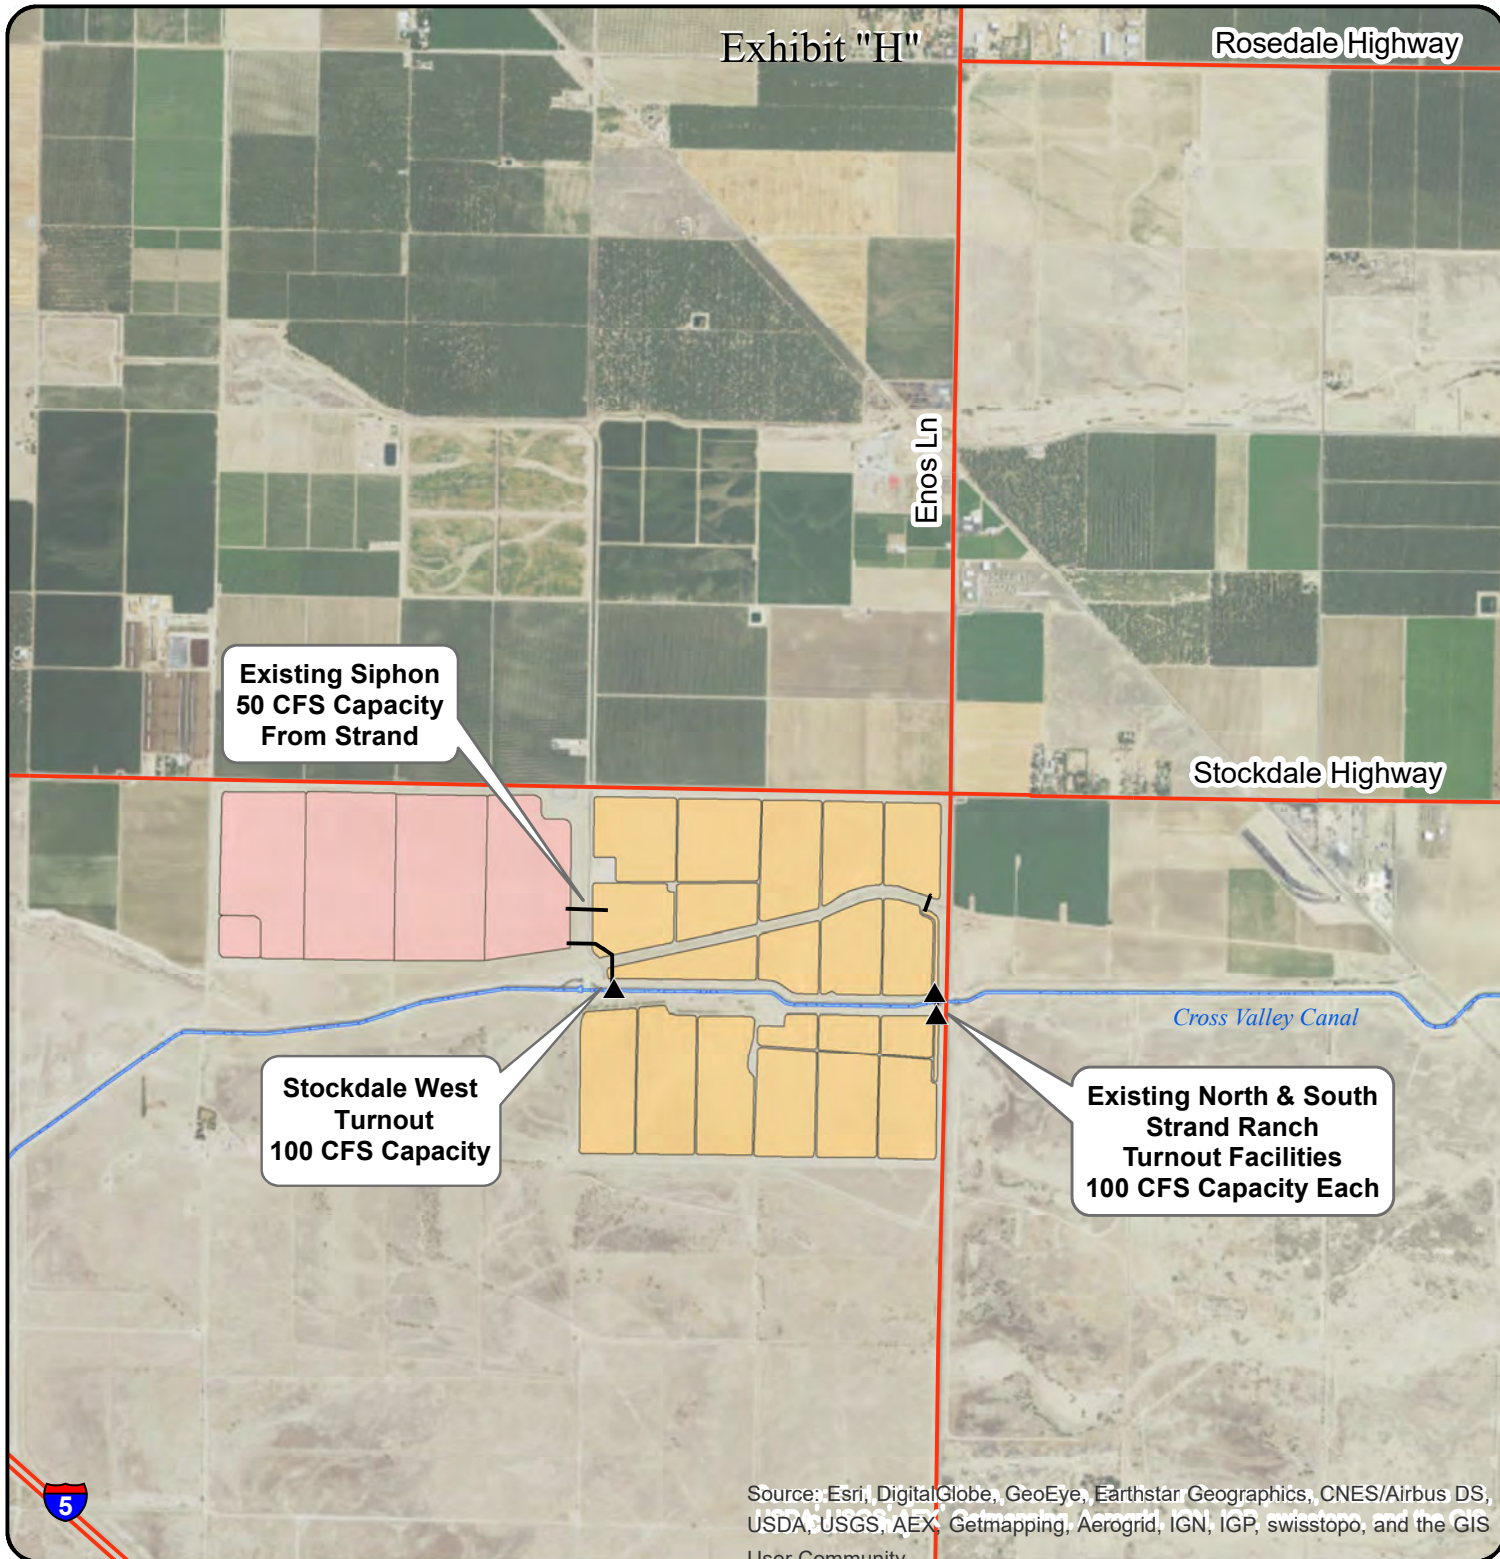 Exhibit "H"
Rosedale Highway
Enos Ln
Existing Siphon
50 CFS Capacity
From Strand
Stockdale Highway
Cross Valley Canal
Stockdale West
Turnout
100 CFS Capacity
Existing North & South
Strand Ranch
Turnout Facilities
100 CFS Capacity Each
5
Source: Esri, DigitalGlobe, GeoEye, Earthstar Geographics, CNES/Airbus DS,
USDA, USGS, AEX, Getmapping, Aerogrid, IGN, IGP, swisstopo, and the GIS
User Community